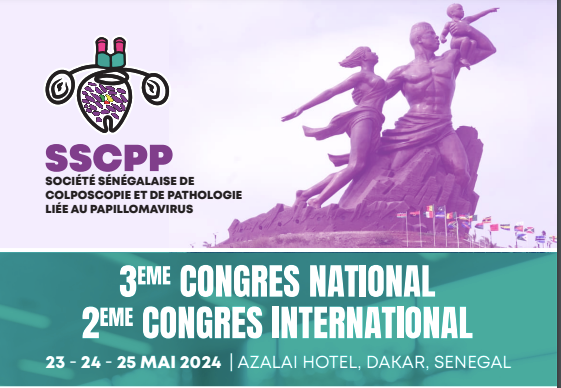 SSCPP
SOCIÉTÉ SÉNÉGALAISE DE
COLPOSCOPIE ET DE PATHOLOGIE
LIÉE AU PAPILLOMAVIRUS
3EME CONGRES NATIONAL
2EME CONGRES INTERNATIONAL
23 - 24 - 25 MAI 2024 | AZALAI HOTEL, DAKAR, SENEGAL